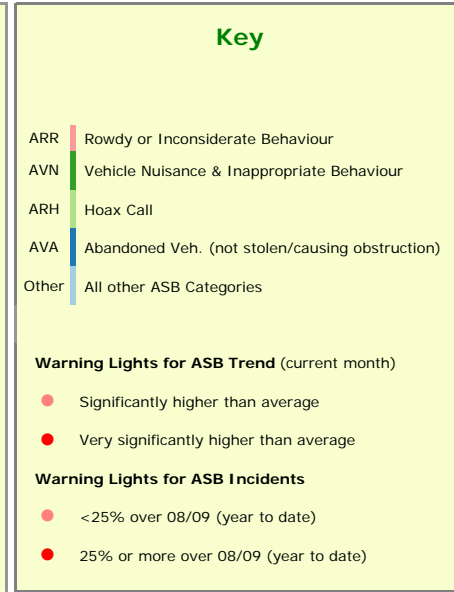 Key
ARR Rowdy or Inconsiderate Behaviour
AVN Vehicle Nuisance & Inappropriate Behaviour
ARH Hoax Call
AVA Abandoned Veh. (not stolen/causing obstruction)
Other All other ASB Categories
Warning Lights for ASB Trend (current month)
Significantly higher than average
Very significantly higher than average
Warning Lights for ASB Incidents
<25% over 08/09 (year to date)
25% or more over 08/09 (year to date)